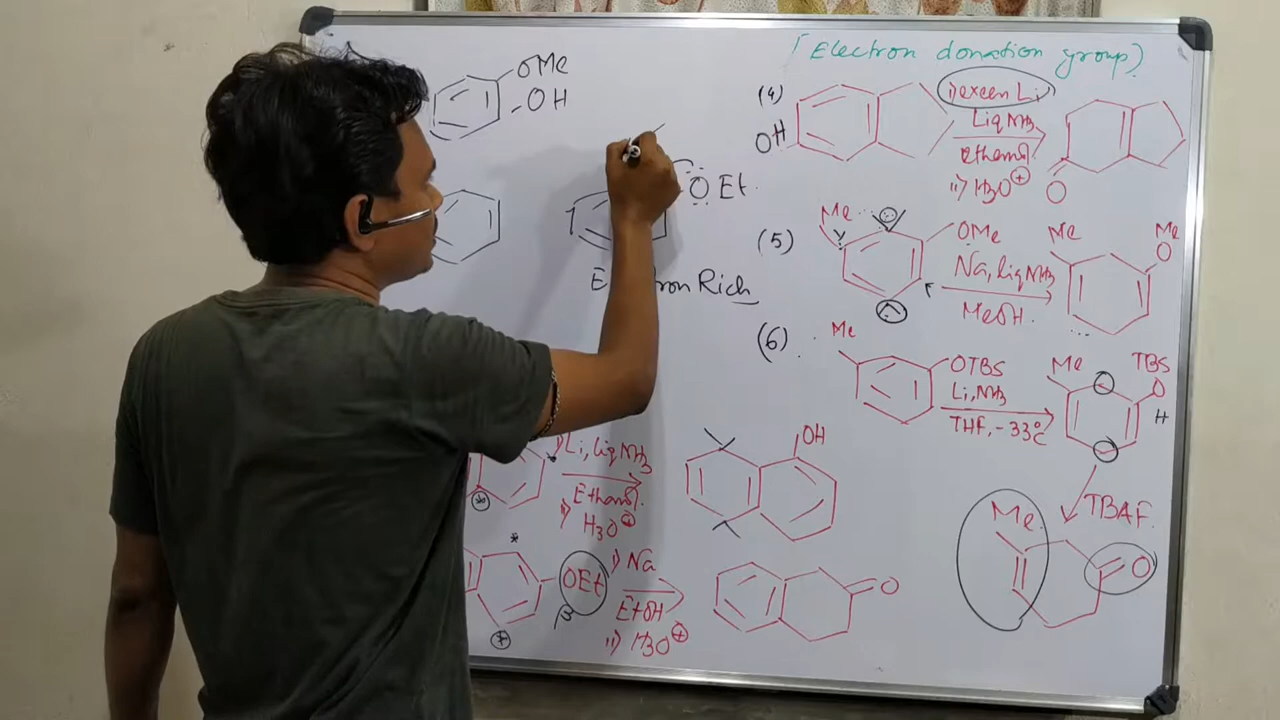 (Electron donation group)
OMe
OH
OEt
Electron Rich
(4)
OH
i) exeen Li
Liq NH3
Ethanol
ii) H3O⊕
O
(5)
Me
OMe
Na, liq NH3
MeOH.
Me
Me
O
(6)
Me
OTBS
Li, NH3
THF, -33°C
Me
TBS
O
H
TBAF.
Me
O
i) Li, liq NH3
Ethanol.
ii) H3O⊕
OH
*
OEt
β
i) Na
EtOH
ii) H3O⊕
O